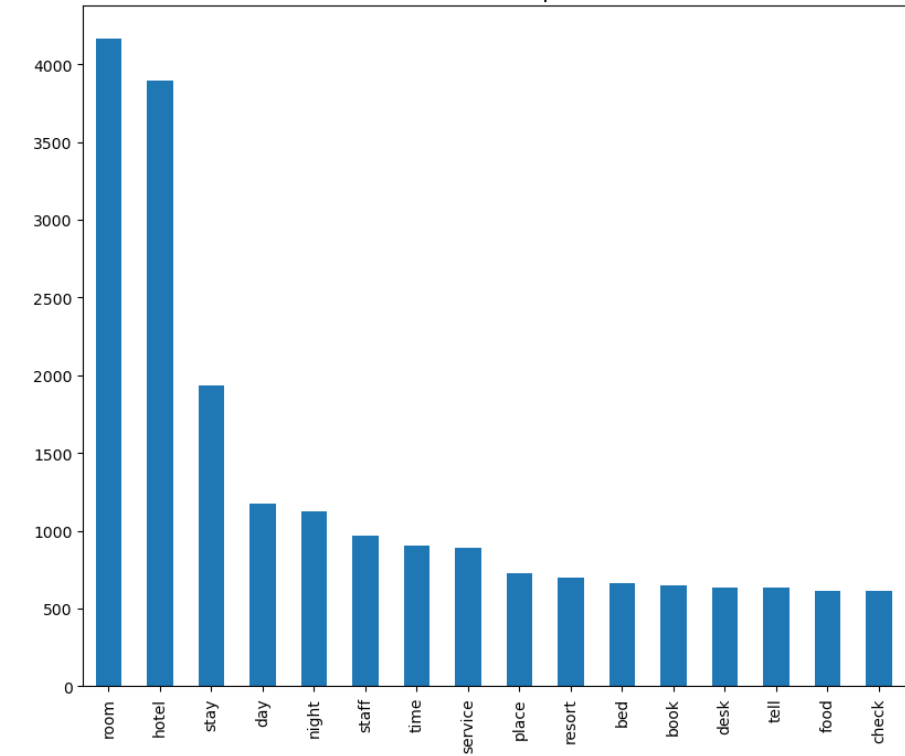 4000
3500
3000
2500
2000
1500
1000
500
0
room
hotel
stay
day
night
staff
time
service
place
resort
bed
book
desk
tell
food
check